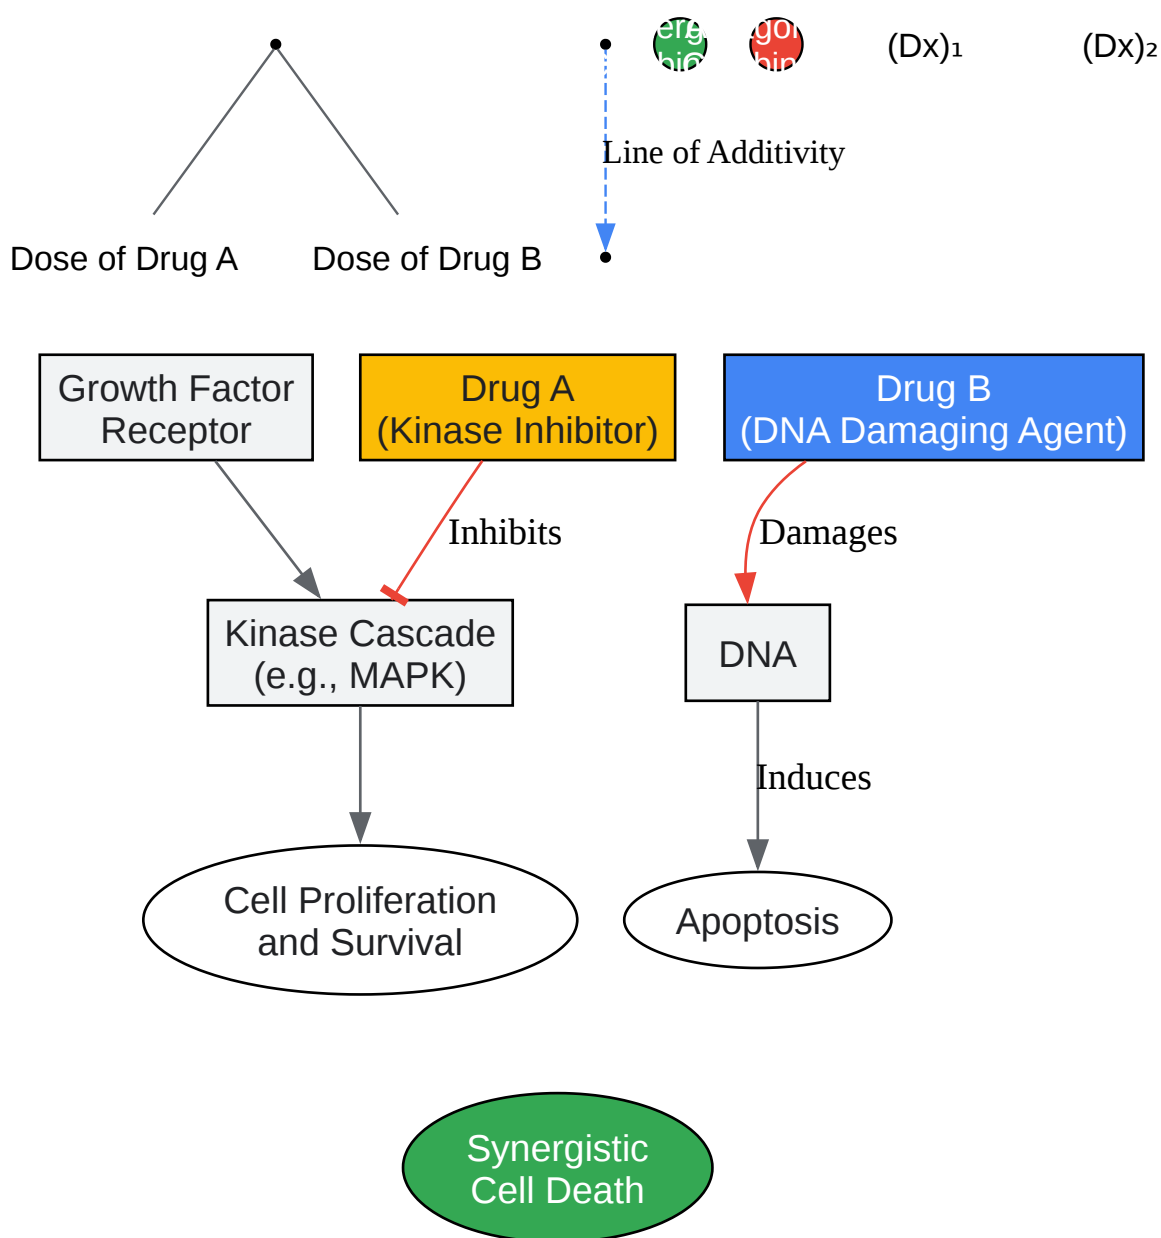 (Dx)₁
(Dx)₂
Line of Additivity
Dose of Drug A
Dose of Drug B
Growth Factor
Receptor
Drug A
(Kinase Inhibitor)
Drug B
(DNA Damaging Agent)
Inhibits
Damages
Kinase Cascade
(e.g., MAPK)
DNA
Induces
Cell Proliferation
and Survival
Apoptosis
Synergistic
Cell Death